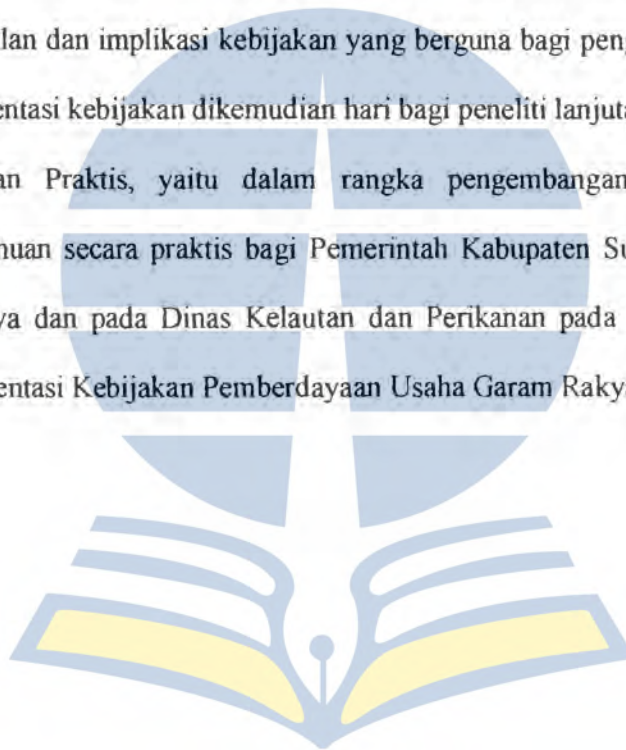 lan dan implikasi kebijakan yang berguna bagi peng
entasi kebijakan dikemudian hari bagi peneliti lanjuta
an Praktis, yaitu dalam rangka pengembangan
nuan secara praktis bagi Pemerintah Kabupaten Su
ya dan pada Dinas Kelautan dan Perikanan pada
entasi Kebijakan Pemberdayaan Usaha Garam Raky